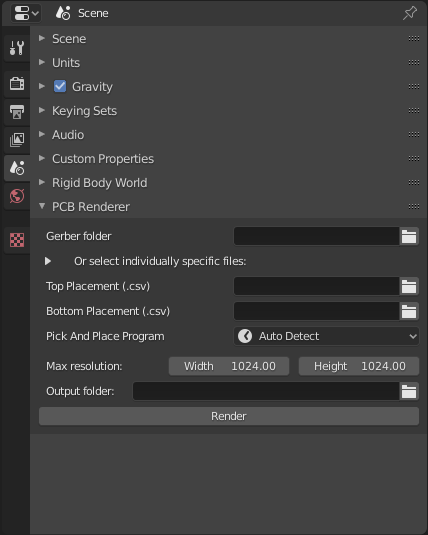 Scene
Scene
Units
Gravity
Keying Sets
Audio
Custom Properties
Rigid Body World
PCB Renderer
Gerber folder
Or select individually specific files:
Top Placement (.csv)
Bottom Placement (.csv)
Pick And Place Program Auto Detect
Max resolution: Width 1024.00 Height 1024.00
Output folder:
Render